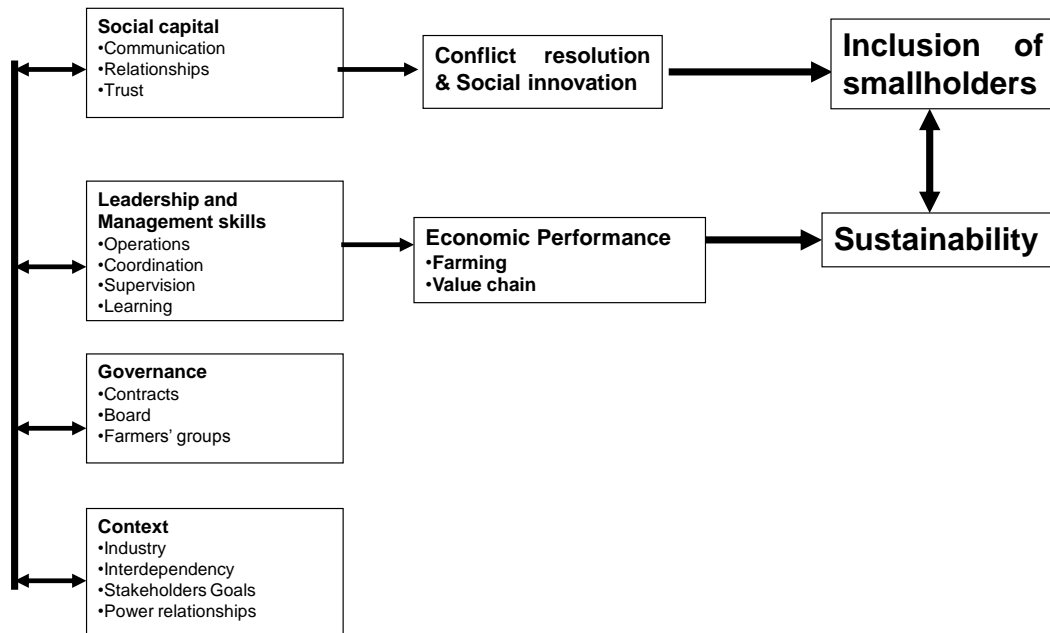 Social capital
•Communication
•Relationships
•Trust
Conflict resolution
& Social innovation
Inclusion of
smallholders
Leadership and
Management skills
•Operations
•Coordination
•Supervision
•Learning
Economic Performance
•Farming
•Value chain
Sustainability
Governance
•Contracts
•Board
•Farmers’ groups
Context
•Industry
•Interdependency
•Stakeholders Goals
•Power relationships